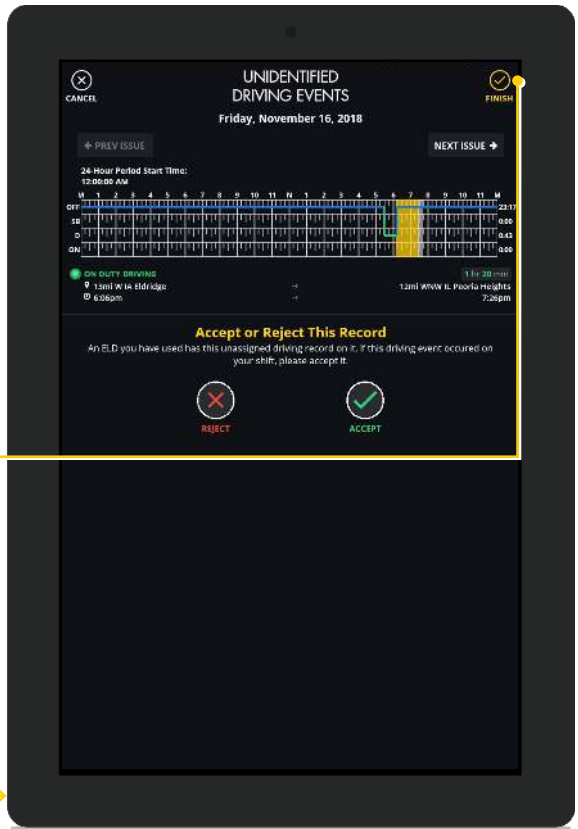 CANCEL
UNIDENTIFIED
DRIVING EVENTS
FINISH
Friday, November 16, 2018
← PREV ISSUE
NEXT ISSUE →
24-Hour Period Start Time:
12:00:00 AM
M 1 2 3 4 5 6 7 8 9 10 11 N 1 2 3 4 5 6 7 8 9 10 11 M
OFF 23:17
SB 0:00
D 0:43
ON 0:00
ON DUTY DRIVING 1 hr 20 min
13mi W IA Eldridge → 12mi WNW IL Peoria Heights
6:06pm → 7:26pm
Accept or Reject This Record
An ELD you have used has this unassigned driving record on it. If this driving event occured on
your shift, please accept it.
REJECT
ACCEPT